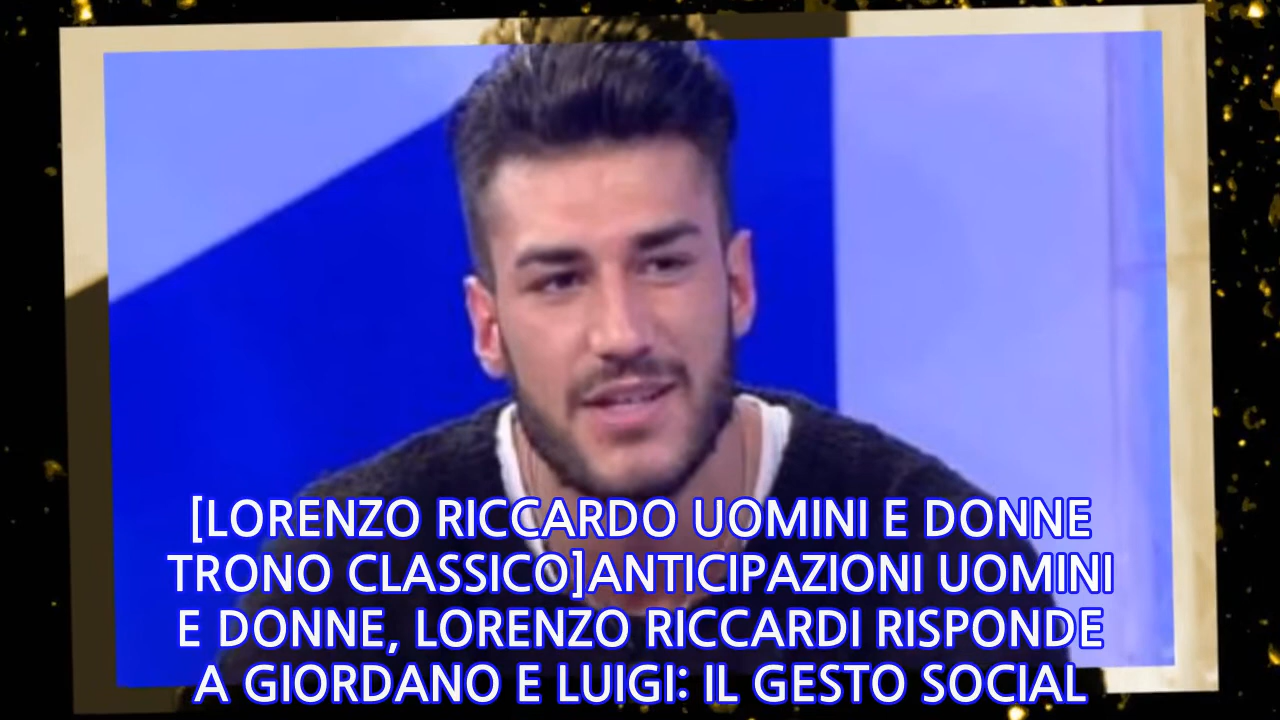 [LORENZO RICCARDO UOMINI E DONNE
TRONO CLASSICO]ANTICIPAZIONI UOMINI
E DONNE, LORENZO RICCARDI RISPONDE
A GIORDANO E LUIGI: IL GESTO SOCIAL